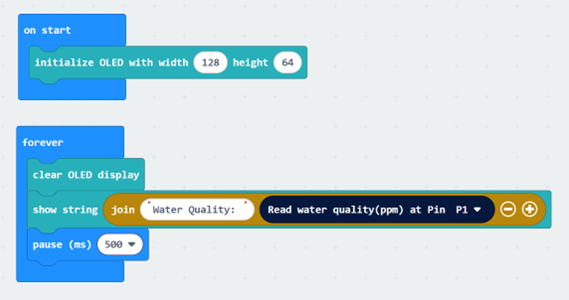 on start
initialize OLED with width 128 height 64
forever
clear OLED display
show string join "Water Quality: " Read water quality(ppm) at Pin P1
pause (ms) 500